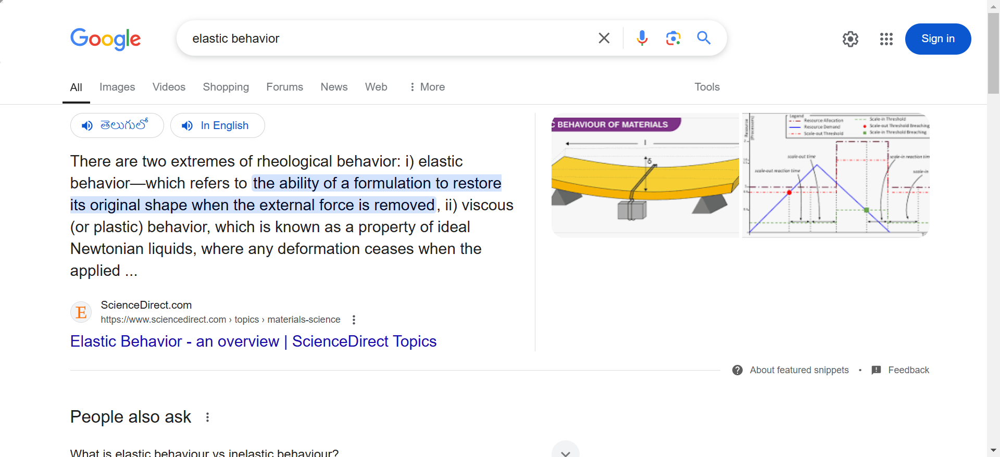 Google
elastic behavior
Sign in
All Images Videos Shopping Forums News Web More Tools
తెలుగులో In English
There are two extremes of rheological behavior: i) elastic
behavior—which refers to the ability of a formulation to restore
its original shape when the external force is removed, ii) viscous
(or plastic) behavior, which is known as a property of ideal
Newtonian liquids, where any deformation ceases when the
applied ...
C BEHAVIOUR OF MATERIALS
l
δ
Legend
Resource Allocation
Resource Demand
Scale-out Threshold
Scale-in Threshold
Scale-out Threshold Breaching
Scale-in Threshold Breaching
Resource
(Processors)
scale-out time
scale-in reaction tim
scale-out reaction time
scale-in
E
ScienceDirect.com
https://www.sciencedirect.com › topics › materials-science
Elastic Behavior - an overview | ScienceDirect Topics
About featured snippets • Feedback
People also ask
What is elastic behaviour vs inelastic behaviour?